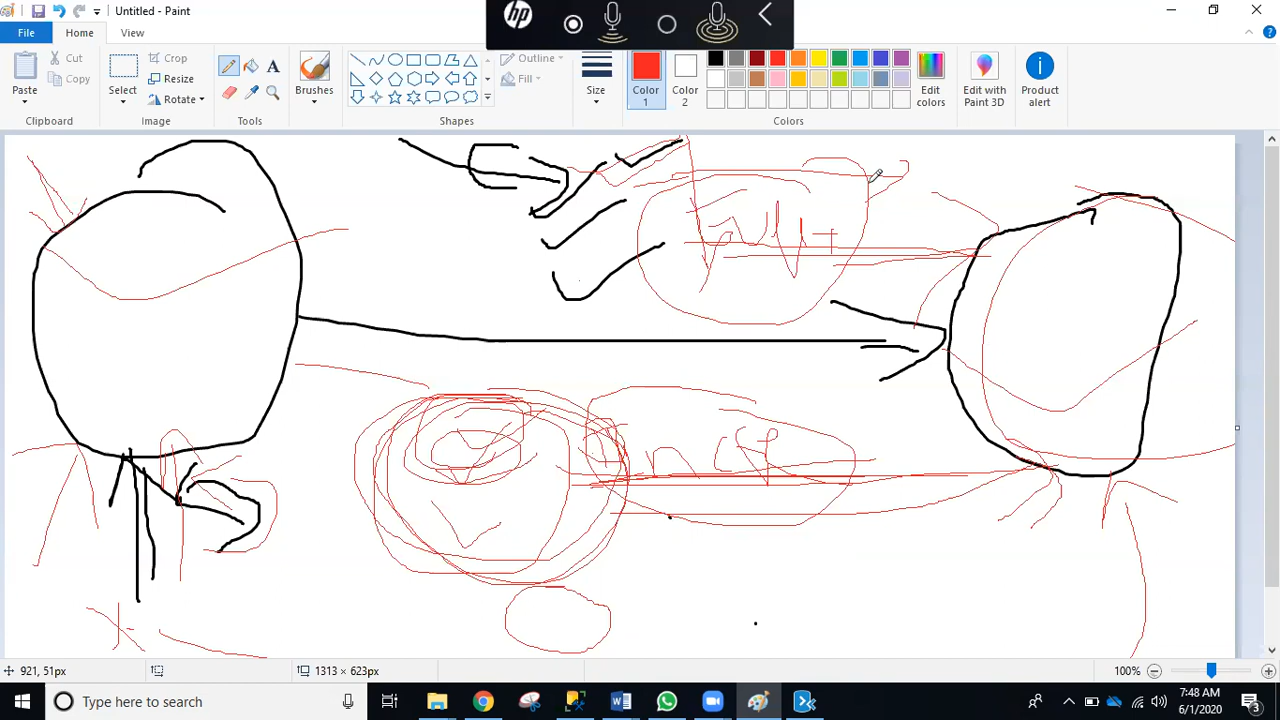 Untitled - Paint
hp
File
Home
View
Paste
Cut
Copy
Clipboard
Select
Crop
Resize
Rotate
Image
Tools
Brushes
Shapes
Outline
Fill
Size
Color 1
Color 2
Edit colors
Colors
Edit with Paint 3D
Product alert
921, 51px
1313 × 623px
100%
Type here to search
7:48 AM
6/1/2020
3